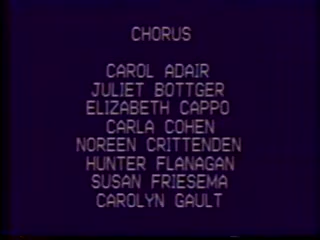 CHORUS
CAROL ADAIR
JULIET BOTTGER
ELIZABETH CAPPO
CARLA COHEN
NOREEN CRITTENDEN
HUNTER FLANAGAN
SUSAN FRIESEMA
CAROLYN GAULT